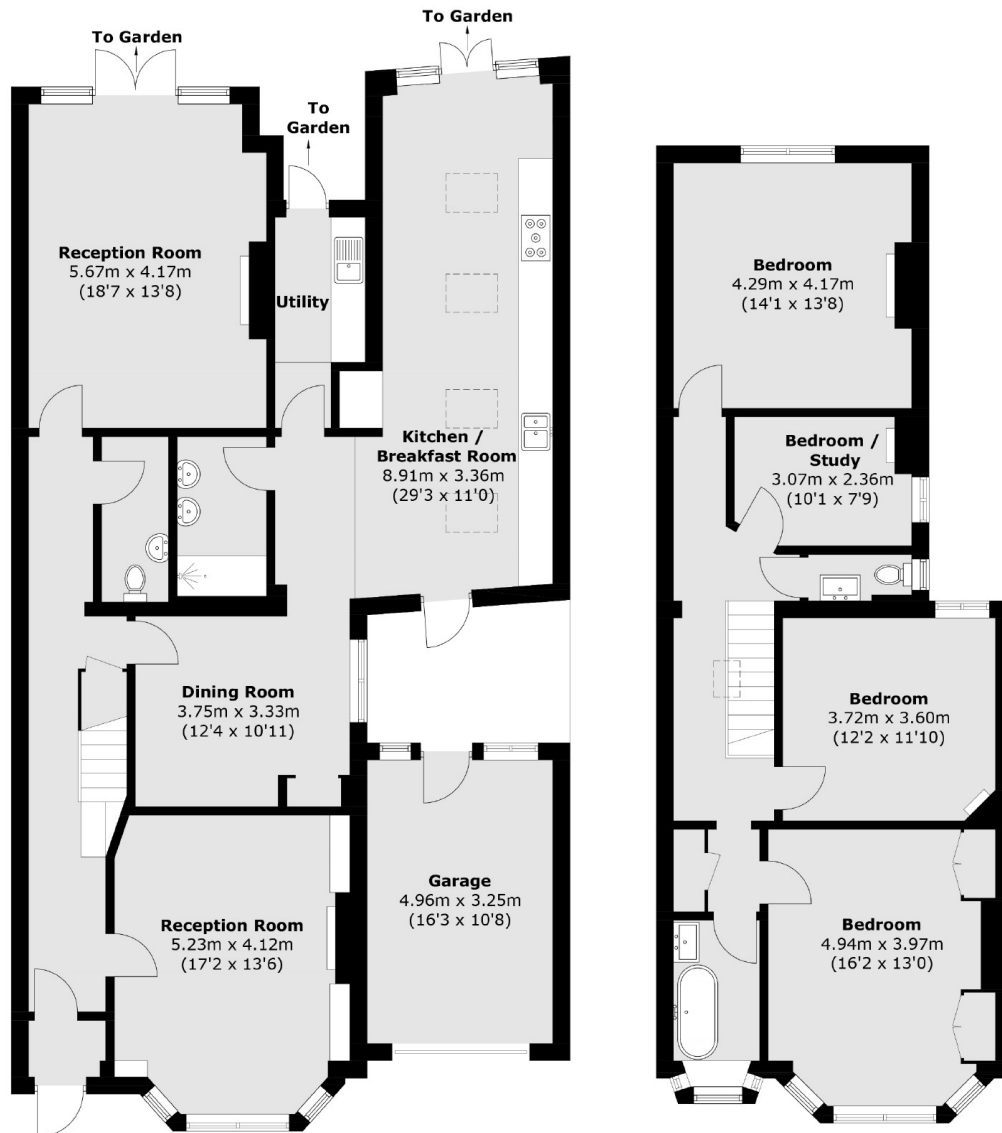 To Garden
To Garden
To
Garden
Reception Room
5.67m x 4.17m
(18'7 x 13'8)
Utility
Kitchen /
Breakfast Room
8.91m x 3.36m
(29'3 x 11'0)
Dining Room
3.75m x 3.33m
(12'4 x 10'11)
Garage
4.96m x 3.25m
(16'3 x 10'8)
Reception Room
5.23m x 4.12m
(17'2 x 13'6)
Bedroom
4.29m x 4.17m
(14'1 x 13'8)
Bedroom /
Study
3.07m x 2.36m
(10'1 x 7'9)
Bedroom
3.72m x 3.60m
(12'2 x 11'10)
Bedroom
4.94m x 3.97m
(16'2 x 13'0)